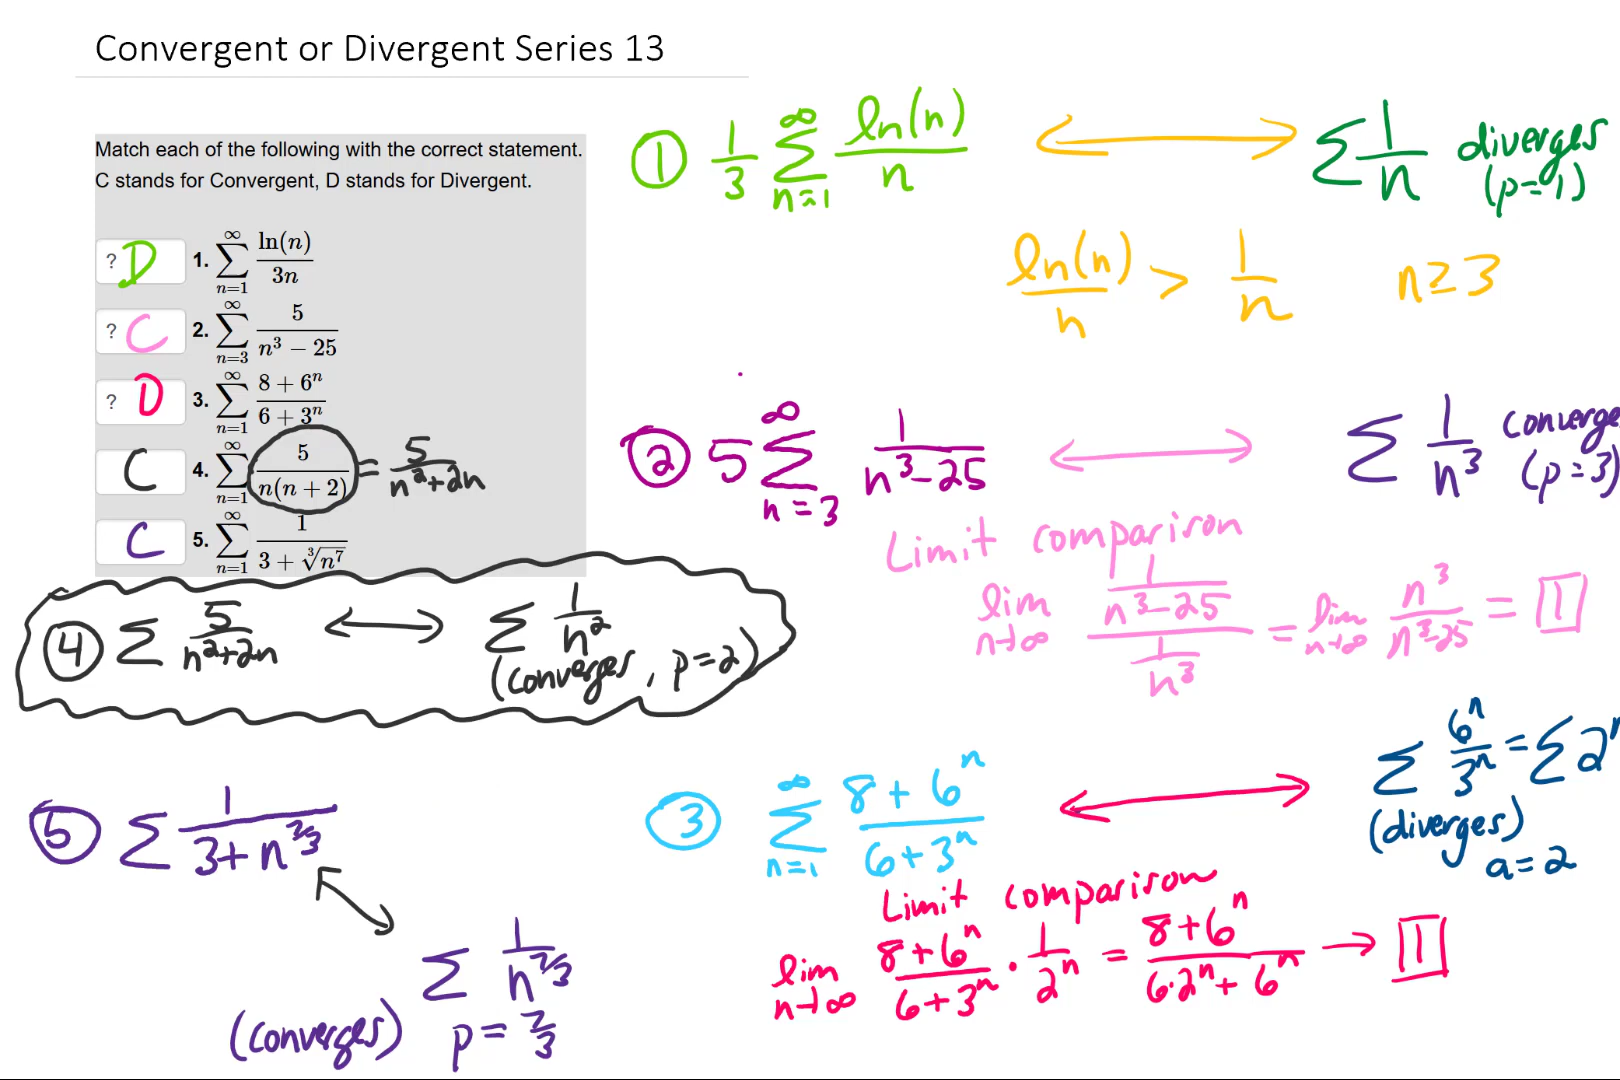 Convergent or Divergent Series 13
Match each of the following with the correct statement.
C stands for Convergent, D stands for Divergent.
? D 1. ∑_{n=1}^{∞} ln(n)/(3n)
? C 2. ∑_{n=3}^{∞} 5/(n³ − 25)
? D 3. ∑_{n=1}^{∞} (8 + 6ⁿ)/(6 + 3ⁿ)
C 4. ∑_{n=1}^{∞} 5/(n(n + 2)) = 5/(n²+2n)
C 5. ∑_{n=1}^{∞} 1/(3 + ∛(n⁷))
④ ∑ 5/(n²+2n) ⟷ ∑ 1/n²
(converges, p=2)
⑤ ∑ 1/(3+n^{7/3})
∑ 1/n^{7/3}
(converges) p = 7/3
① 1/3 ∑_{n=1}^{∞} ln(n)/n ⟷ ∑ 1/n diverges
(p=1)
ln(n)/n > 1/n n≥3
② 5 ∑_{n=3}^{∞} 1/(n³−25) ⟷ ∑ 1/n³ converge
(p=3)
Limit comparison
lim_{n→∞} (1/(n³−25))/(1/n³) = lim_{n→∞} n³/(n³−25) = 1
③ ∑_{n=1}^{∞} (8+6ⁿ)/(6+3ⁿ) ⟷ ∑ 6ⁿ/3ⁿ = ∑ 2ⁿ
(diverges)
a=2
Limit comparison
lim_{n→∞} (8+6ⁿ)/(6+3ⁿ) · 1/2ⁿ = (8+6ⁿ)/(6·2ⁿ+6ⁿ) → 1